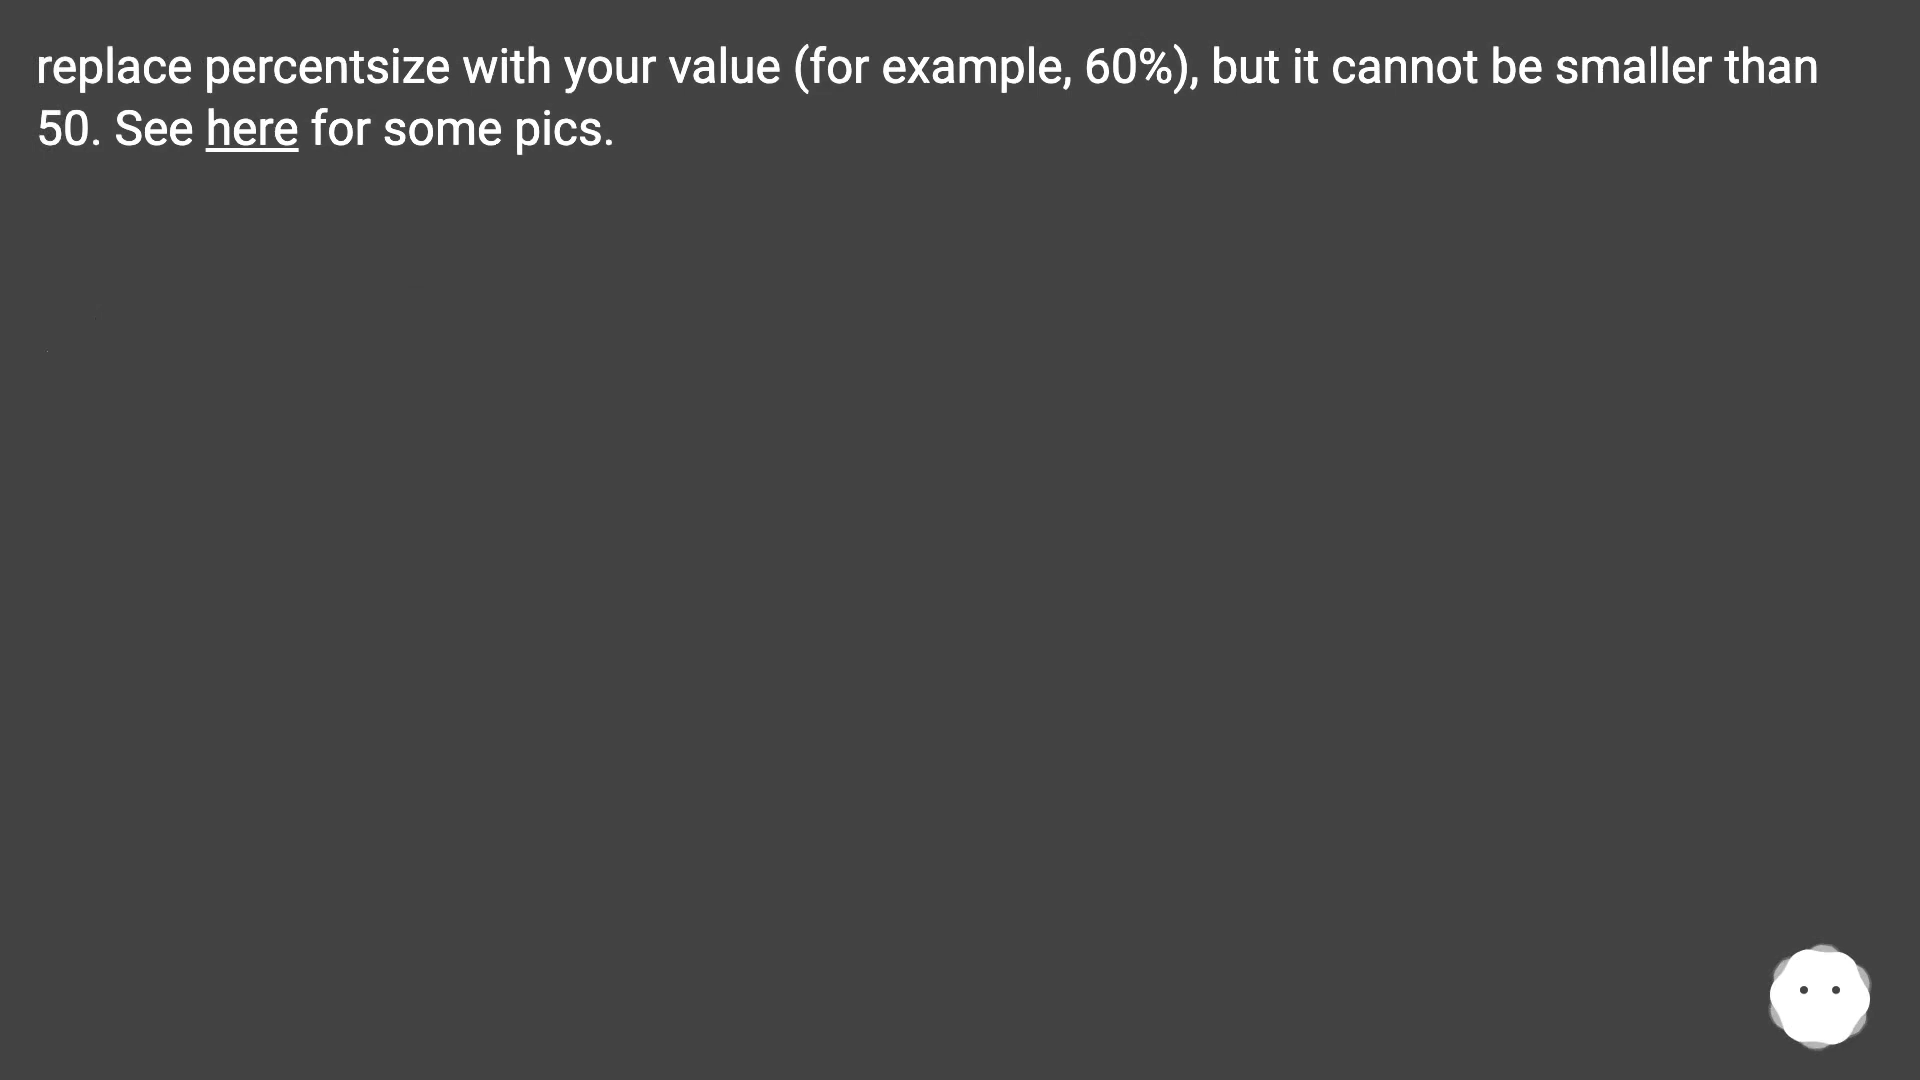 replace percentsize with your value (for example, 60%), but it cannot be smaller than
50. See here for some pics.